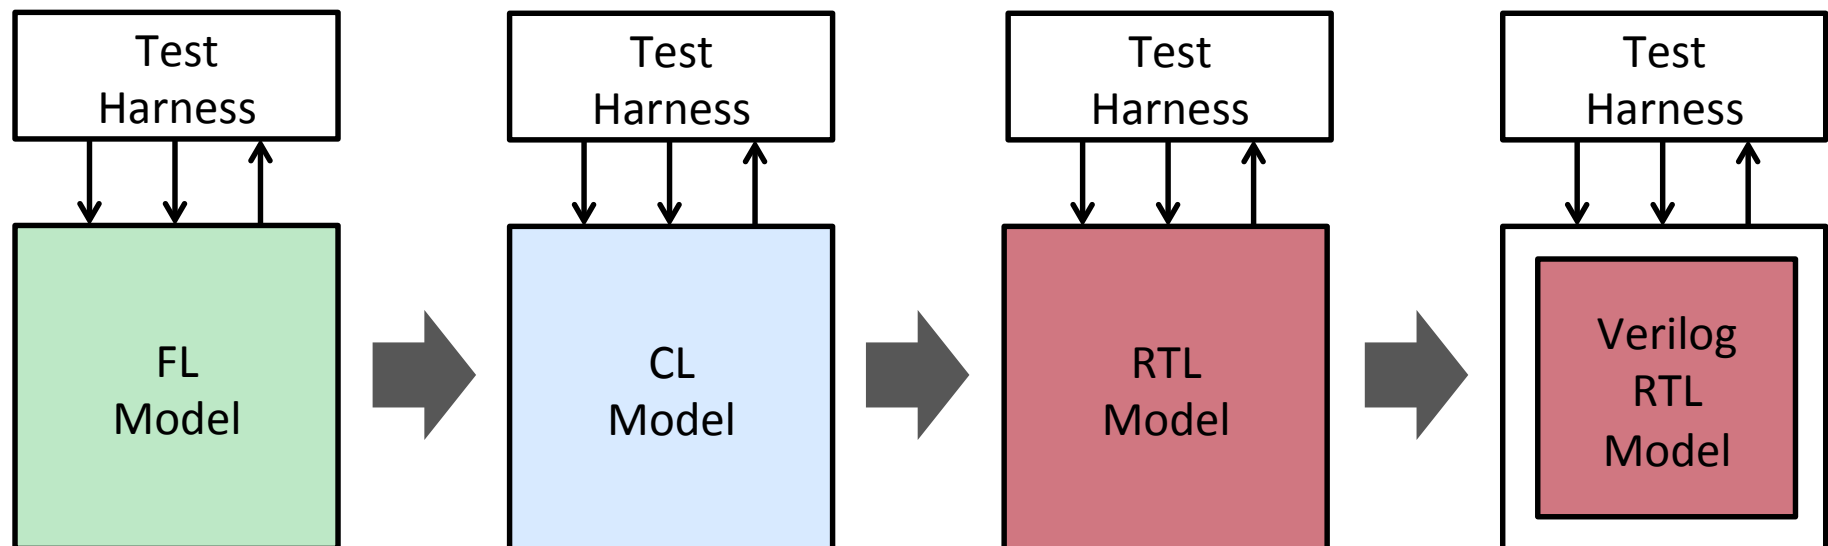 Test
Harness
Test
Harness
Test
Harness
Test
Harness
FL
Model
CL
Model
RTL
Model
Verilog
RTL
Model